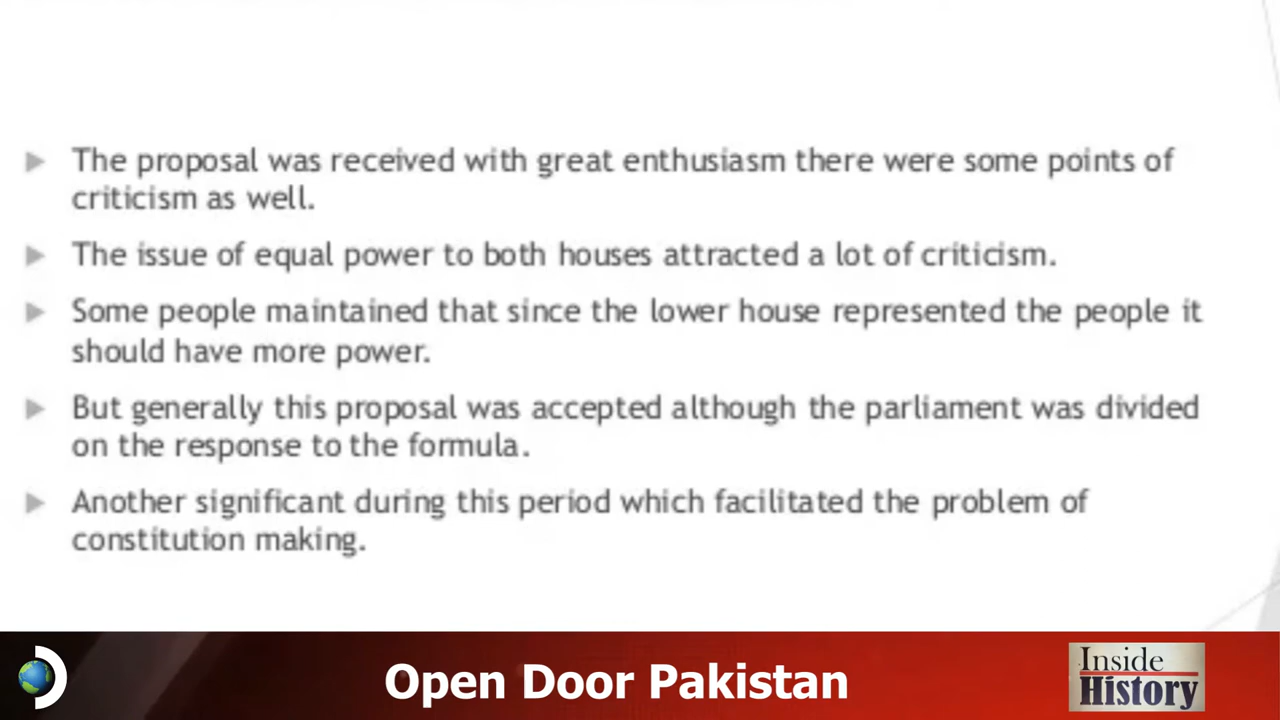 The proposal was received with great enthusiasm there were some points of
criticism as well.
The issue of equal power to both houses attracted a lot of criticism.
Some people maintained that since the lower house represented the people it
should have more power.
But generally this proposal was accepted although the parliament was divided
on the response to the formula.
Another significant during this period which facilitated the problem of
constitution making.
Open Door Pakistan
Inside
History